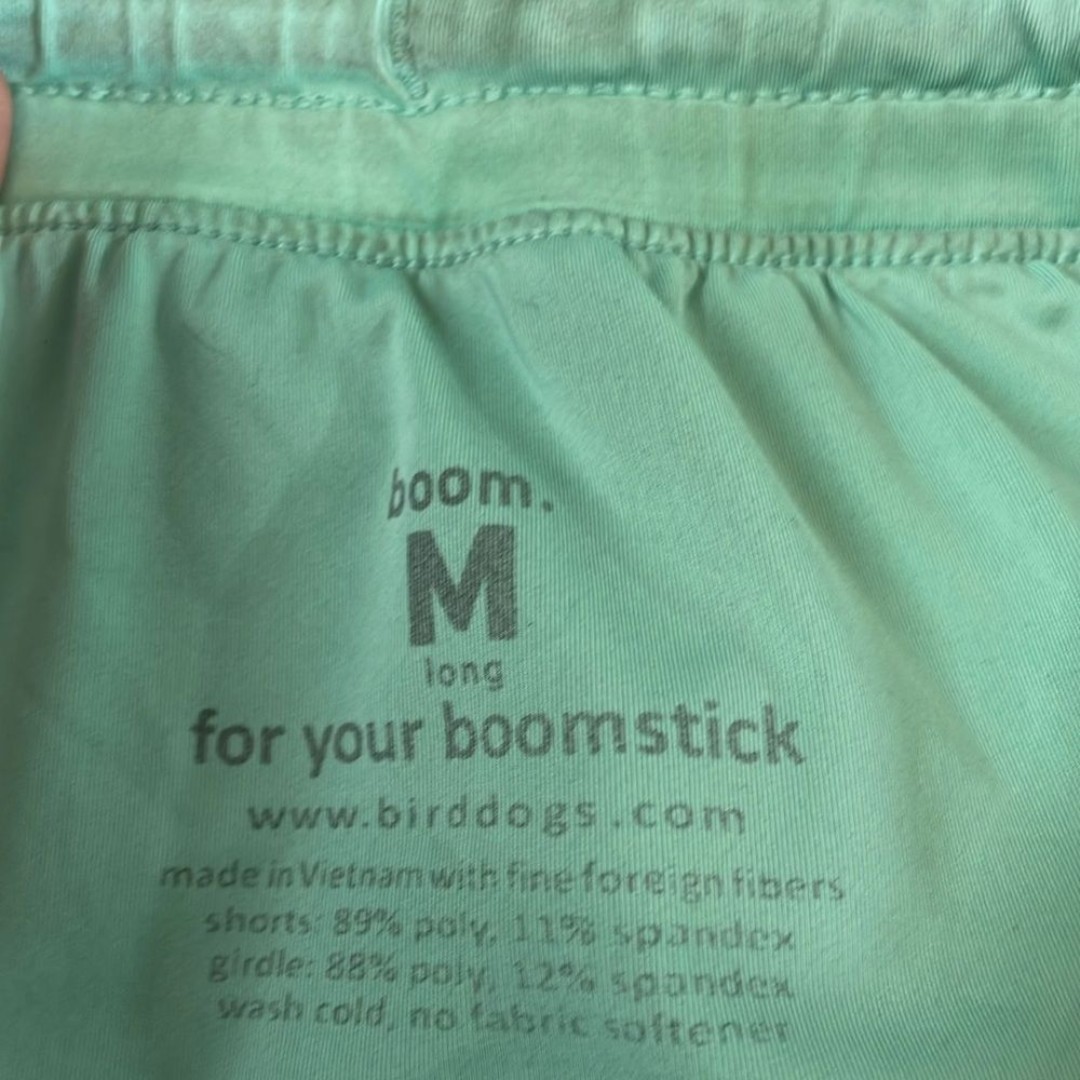 boom.
M
long
for your boomstick
www.birddogs.com
made in Vietnam with fine foreign fibers
shorts: 89% poly, 11% spandex
girdle: 88% poly, 12% spandex
wash cold, no fabric softener